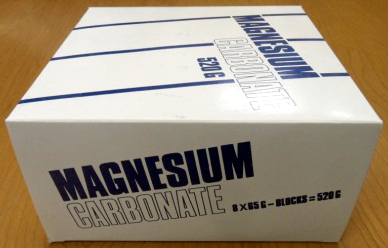 MAGNESIUM
CARBONATE
520 G
MAGNESIUM
CARBONATE 8 X 65 G - BLOCKS = 520 G